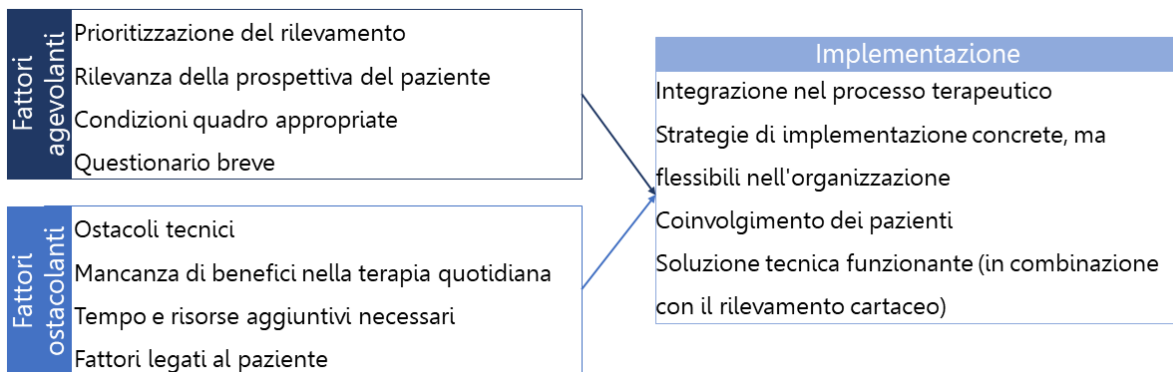 Fattori
agevolanti
Prioritizzazione del rilevamento
Rilevanza della prospettiva del paziente
Condizioni quadro appropriate
Questionario breve
Fattori
ostacolanti
Ostacoli tecnici
Mancanza di benefici nella terapia quotidiana
Tempo e risorse aggiuntivi necessari
Fattori legati al paziente
Implementazione
Integrazione nel processo terapeutico
Strategie di implementazione concrete, ma
flessibili nell'organizzazione
Coinvolgimento dei pazienti
Soluzione tecnica funzionante (in combinazione
con il rilevamento cartaceo)